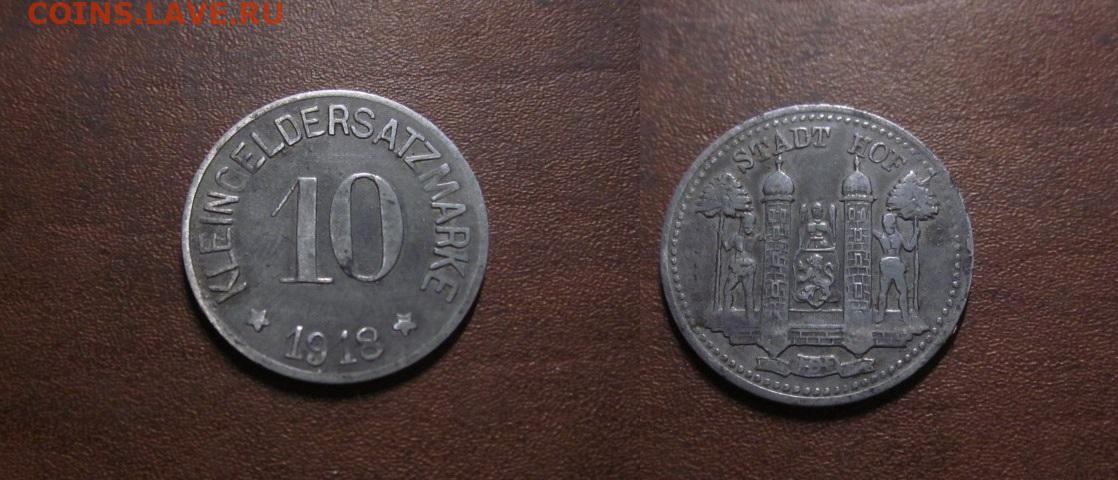 COINS.LAVE.RU
KLEINGELDERSATZMARKE
10
★ 1918 ★
STADT HOF